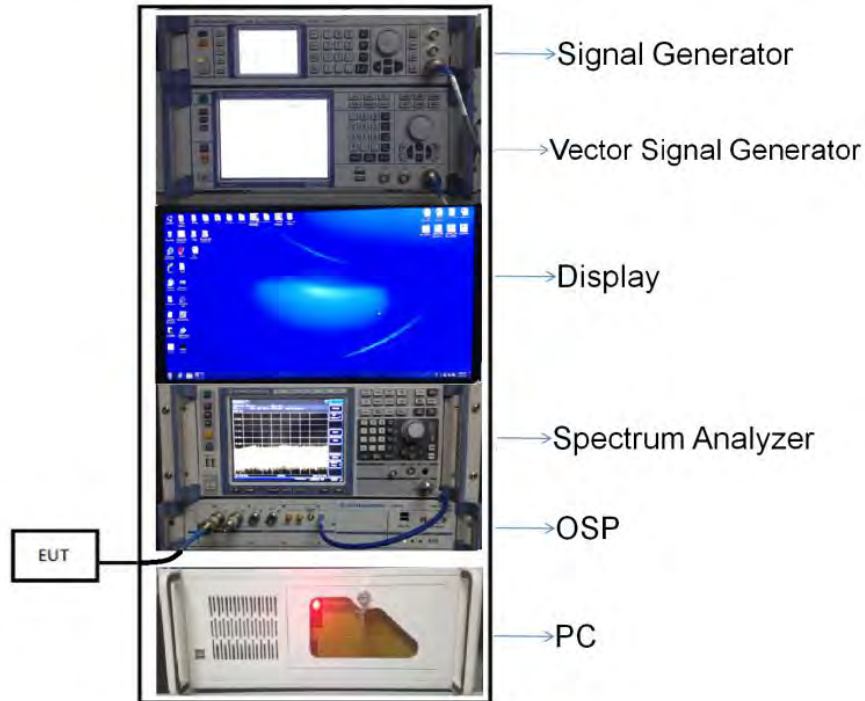 Signal Generator
Vector Signal Generator
Display
Spectrum Analyzer
OSP
EUT
PC